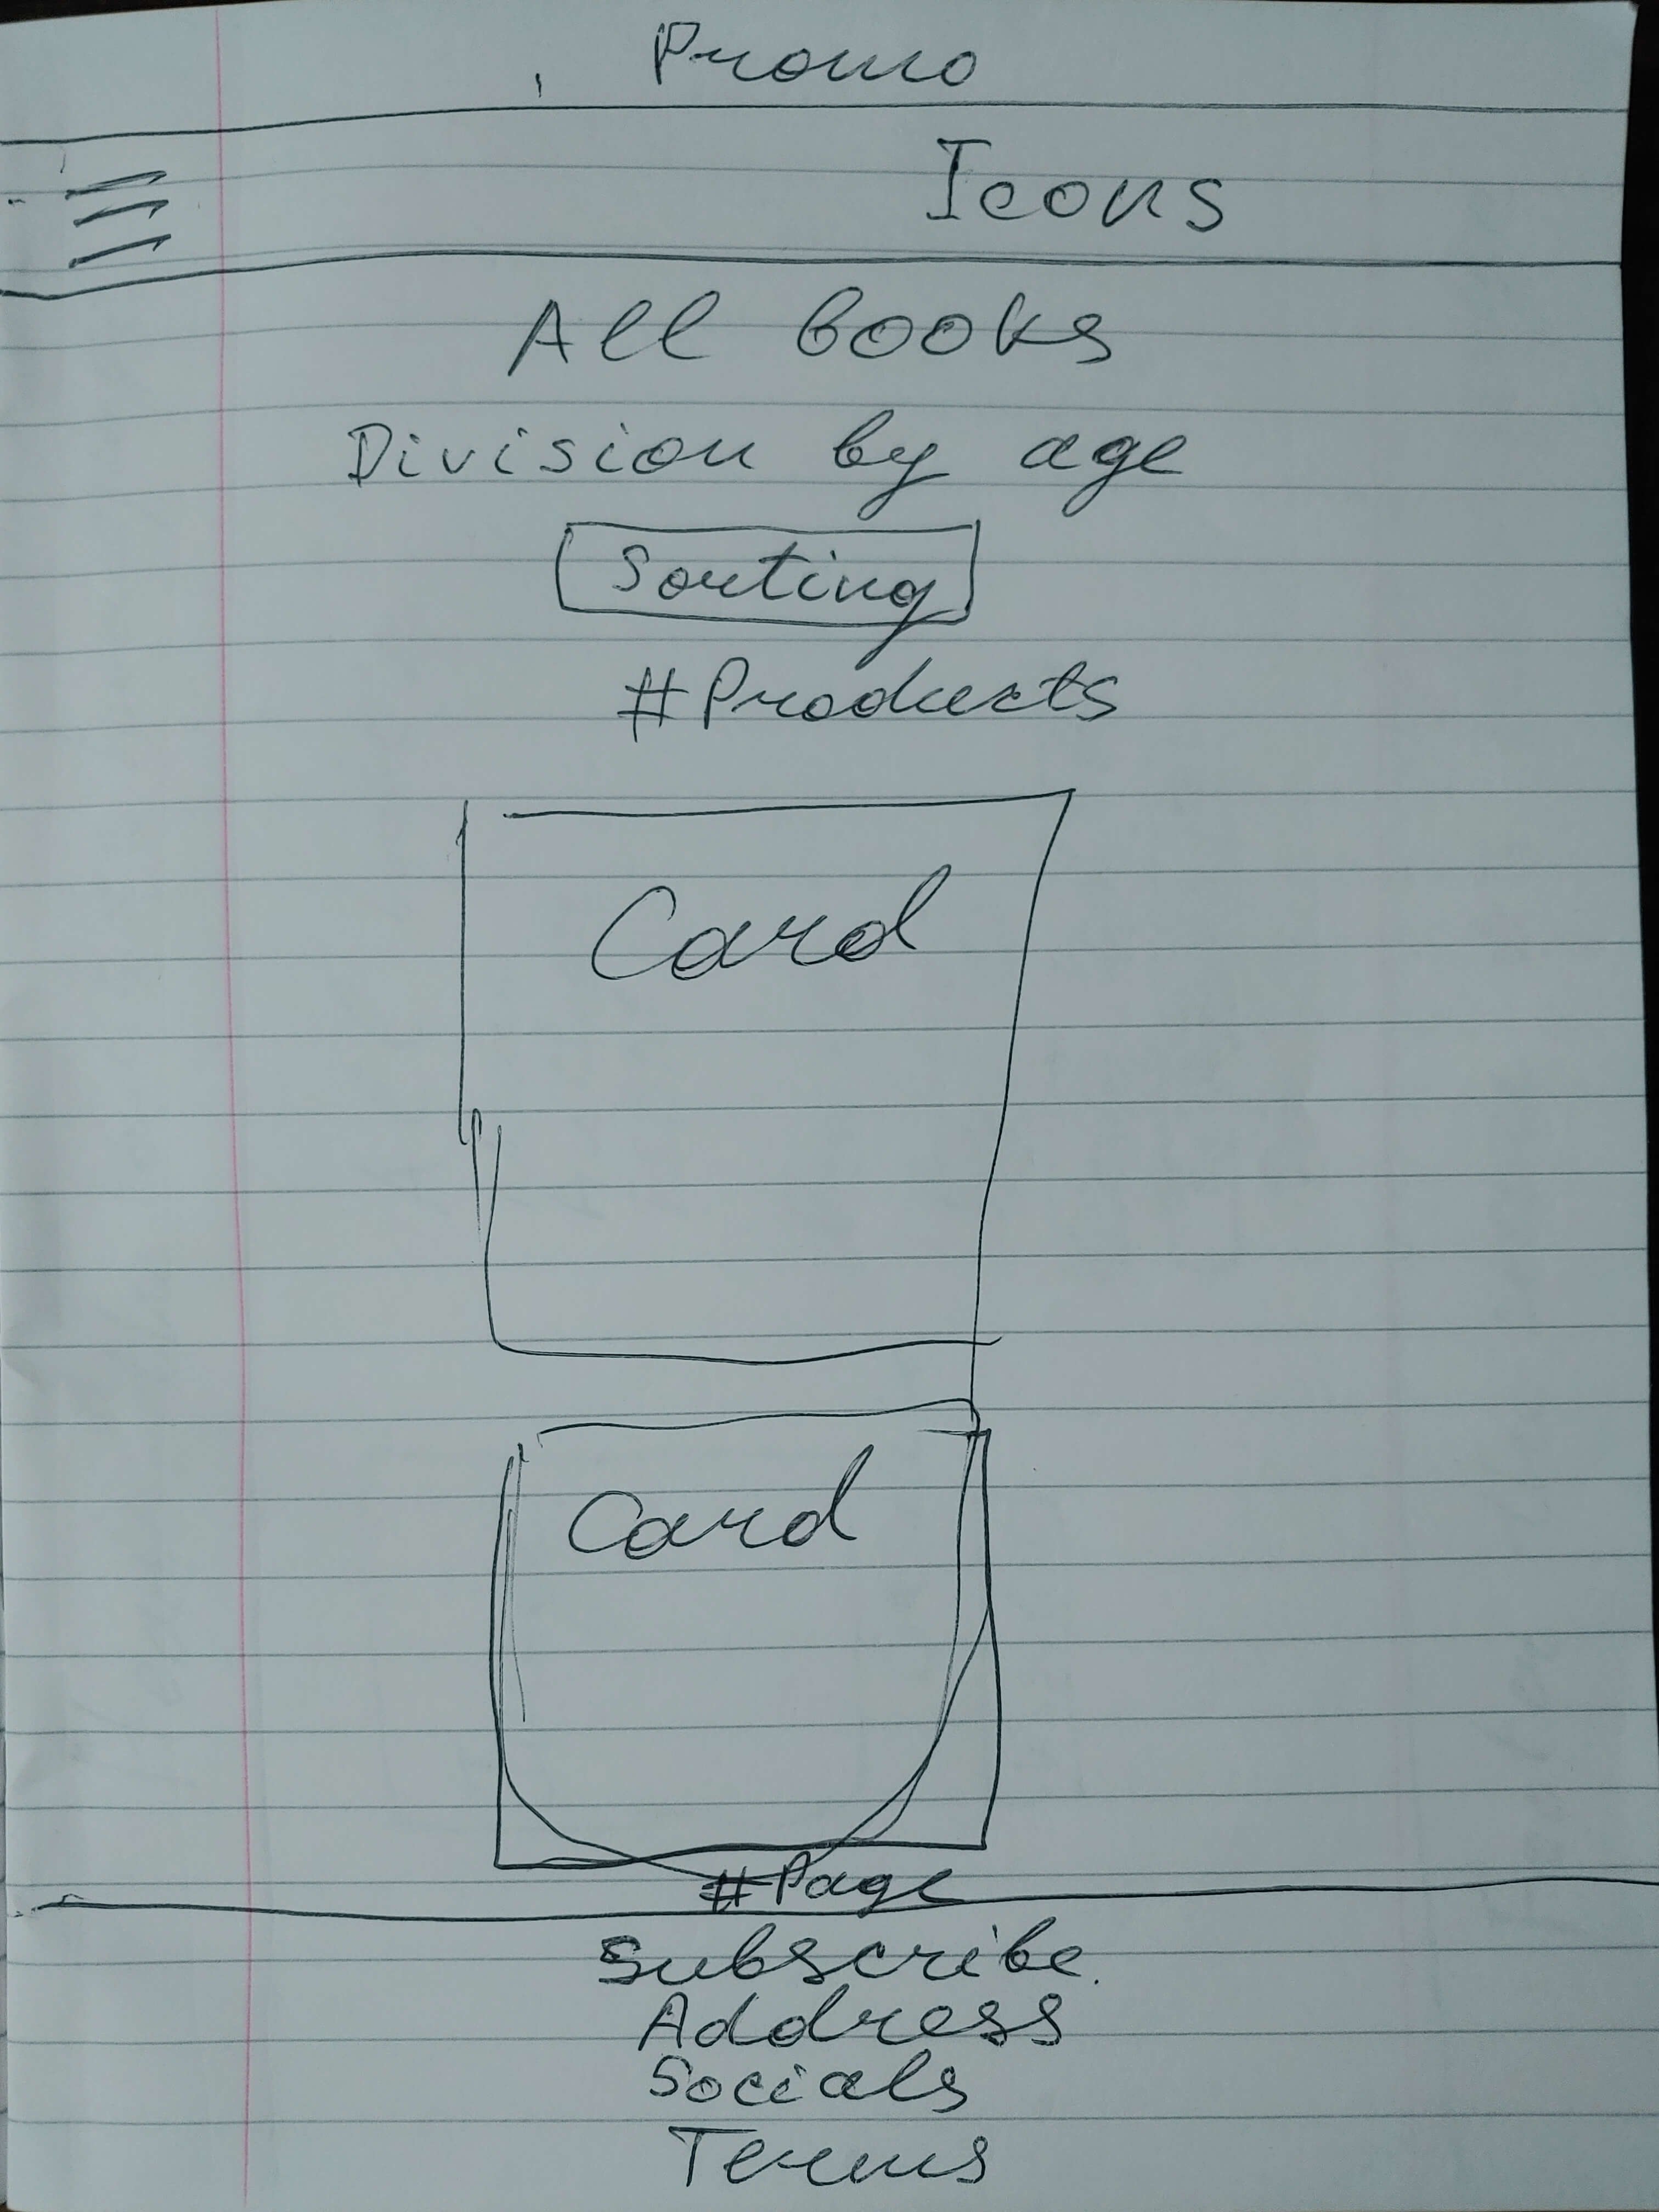 Promo
Icons
All books
Division by age
Sorting
#Products
Card
Card
#Page
Subscribe
Address
Socials
Terms